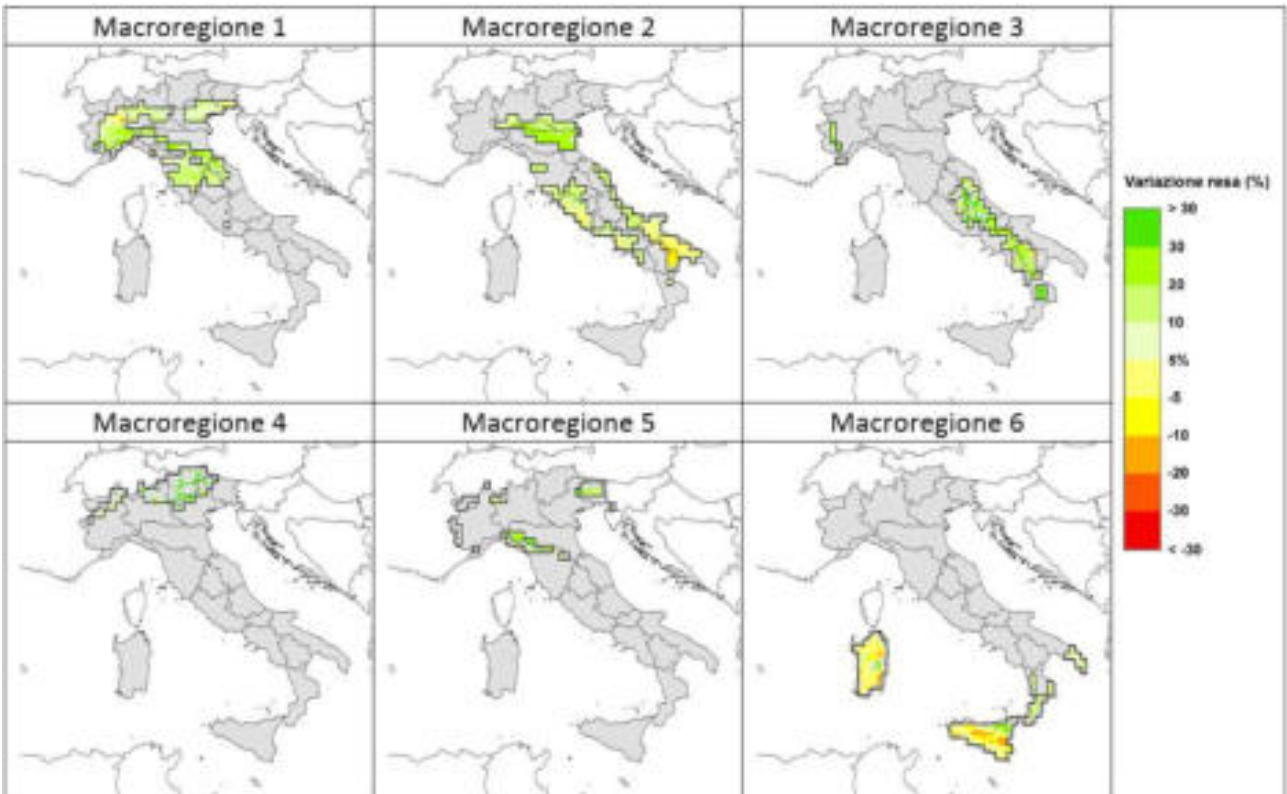 Macroregione 1
Macroregione 2
Macroregione 3
Variazione resa (%)
> 30
30
20
10
5%
-5
-10
-20
-30
< -30
Macroregione 4
Macroregione 5
Macroregione 6